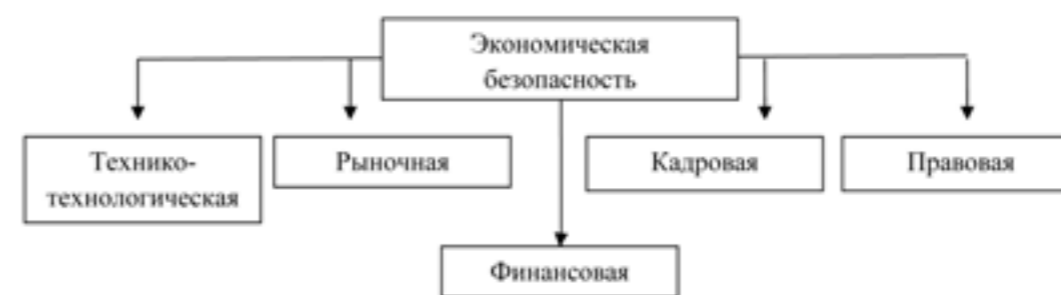 Экономическая
безопасность
Технико-
технологическая
Рыночная
Кадровая
Правовая
Финансовая